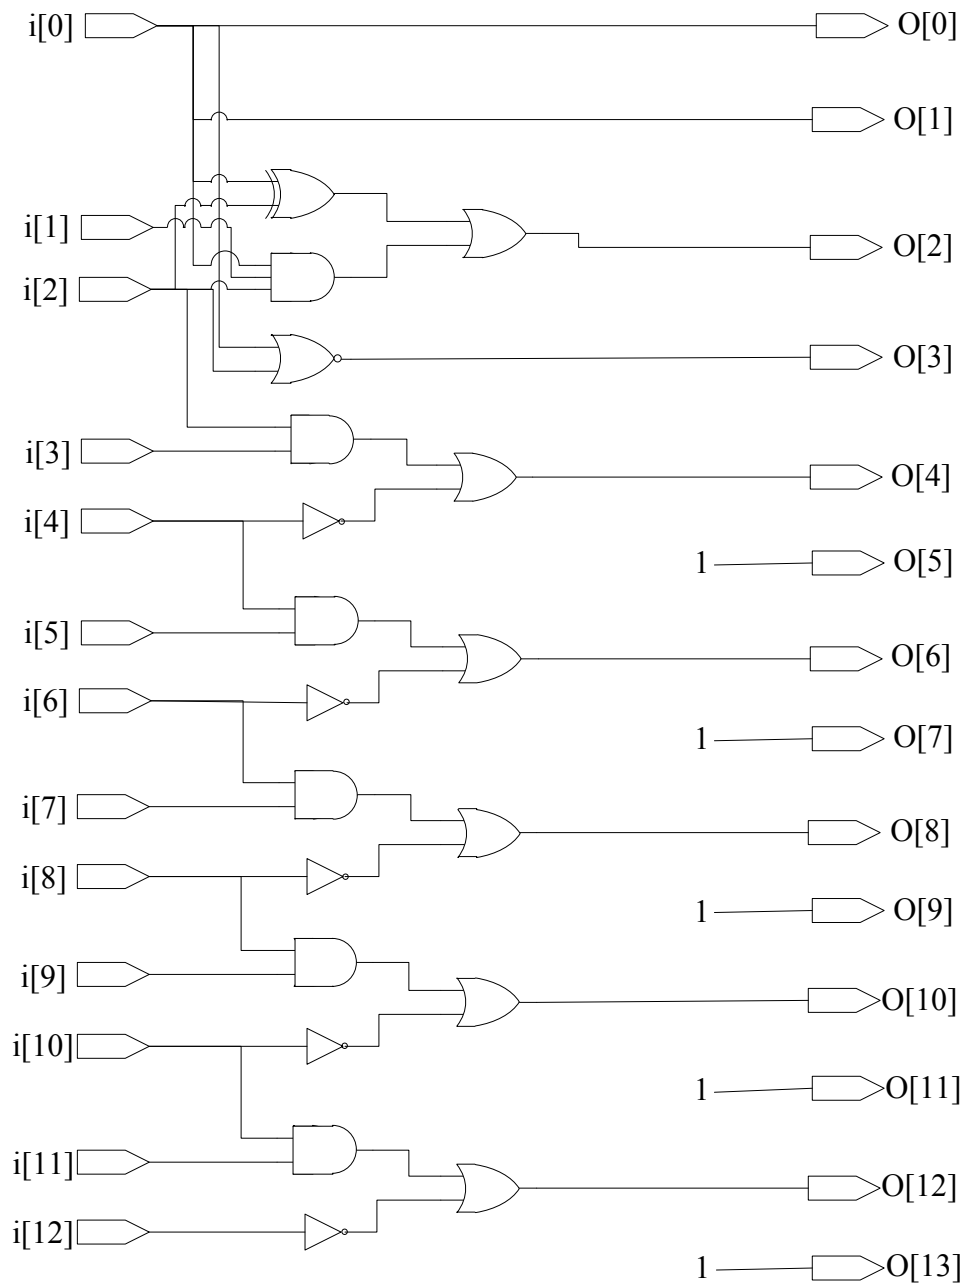 i[0] O[0]
O[1]
i[1] O[2]
i[2]
O[3]
i[3] O[4]
i[4]
1 O[5]
i[5] O[6]
i[6]
1 O[7]
i[7] O[8]
i[8]
1 O[9]
i[9] O[10]
i[10]
1 O[11]
i[11] O[12]
i[12]
1 O[13]